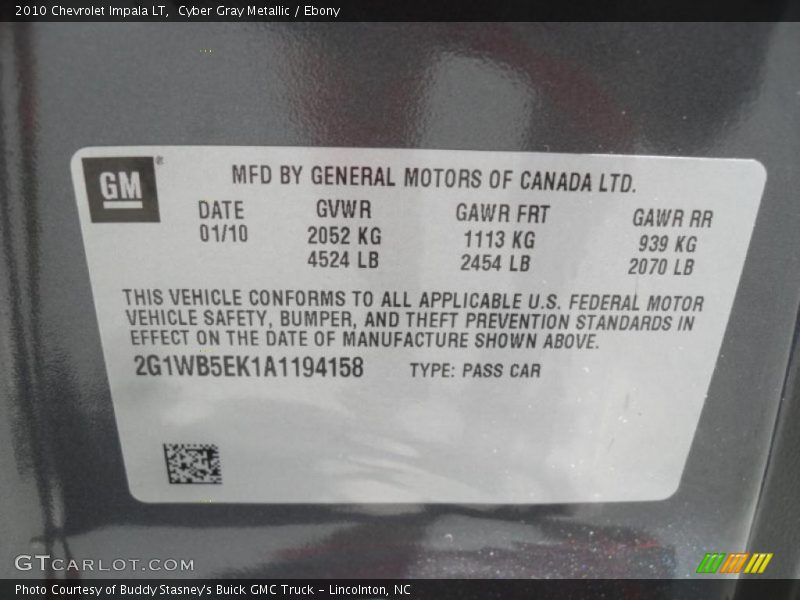 2010 Chevrolet Impala LT,  Cyber Gray Metallic / Ebony
GM®
MFD BY GENERAL MOTORS OF CANADA LTD.
DATE GVWR GAWR FRT GAWR RR
01/10 2052 KG 1113 KG 939 KG
4524 LB 2454 LB 2070 LB
THIS VEHICLE CONFORMS TO ALL APPLICABLE U.S. FEDERAL MOTOR
VEHICLE SAFETY, BUMPER, AND THEFT PREVENTION STANDARDS IN
EFFECT ON THE DATE OF MANUFACTURE SHOWN ABOVE.
2G1WB5EK1A1194158 TYPE: PASS CAR
GTCARLOT.COM
Photo Courtesy of Buddy Stasney's Buick GMC Truck - Lincolnton, NC